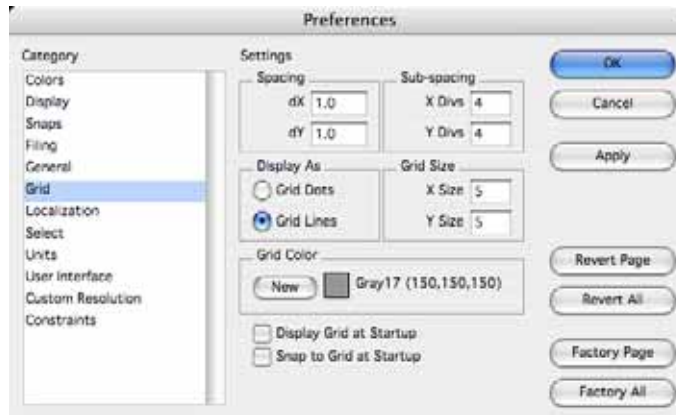 Preferences
Category
Colors
Display
Snaps
Filing
General
Grid
Localization
Select
Units
User Interface
Custom Resolution
Constraints
Settings
Spacing
dX 1.0
dY 1.0
Sub-spacing
X Divs 4
Y Divs 4
Display As
Grid Dots
Grid Lines
Grid Size
X Size 5
Y Size 5
Grid Color
New Gray17 (150,150,150)
Display Grid at Startup
Snap to Grid at Startup
OK
Cancel
Apply
Revert Page
Revert All
Factory Page
Factory All